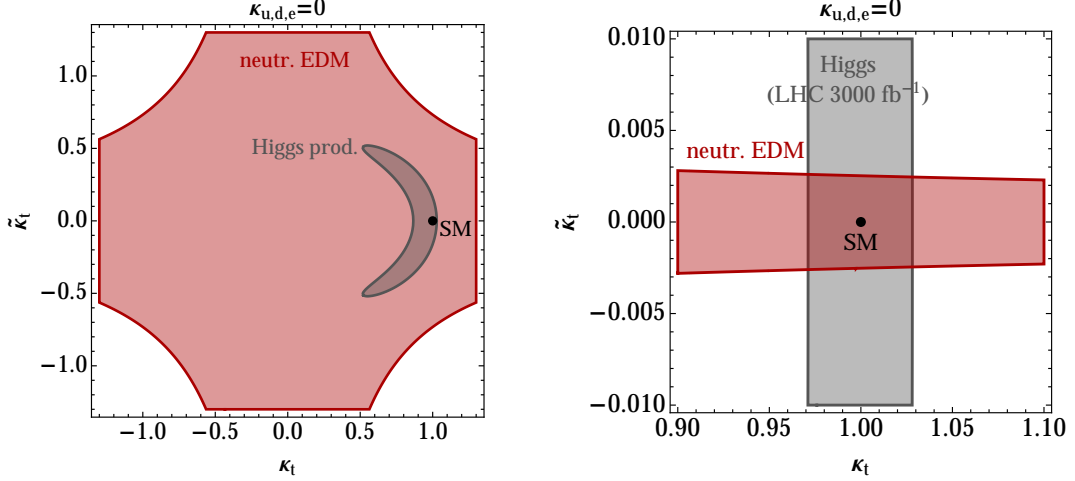 κu,d,e=0
neutr. EDM
Higgs prod.
SM
1.0
0.5
0.0
−0.5
−1.0
κ̃t
−1.0 −0.5 0.0 0.5 1.0
κt
κu,d,e=0
Higgs
(LHC 3000 fb⁻¹)
neutr. EDM
SM
0.010
0.005
0.000
−0.005
−0.010
κ̃t
0.90 0.95 1.00 1.05 1.10
κt